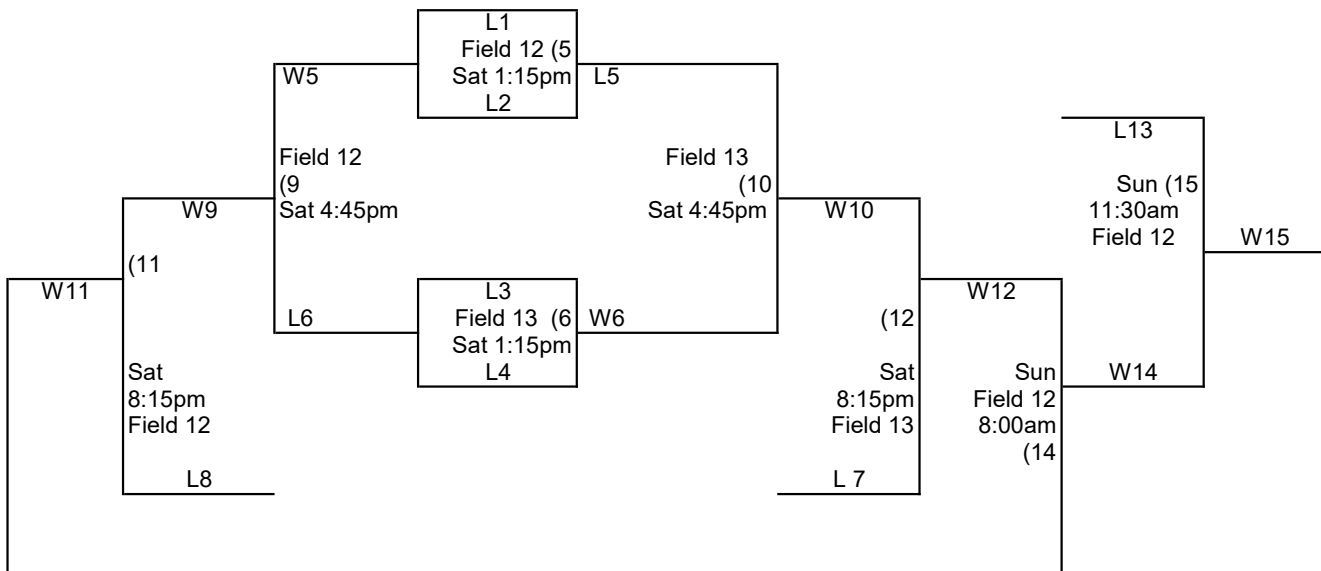 L1
Field 12 (5
Sat 1:15pm
L2
W5
L5
L13
Field 12
(9
Sat 4:45pm
Field 13
(10
Sat 4:45pm
Sun (15
11:30am
Field 12
W9
W10
W15
(11
W11
L3
Field 13 (6
Sat 1:15pm
L4
L6
W6
W12
(12
Sat
8:15pm
Field 12
Sat
8:15pm
Field 13
Sun
Field 12
8:00am
(14
W14
L8
L 7